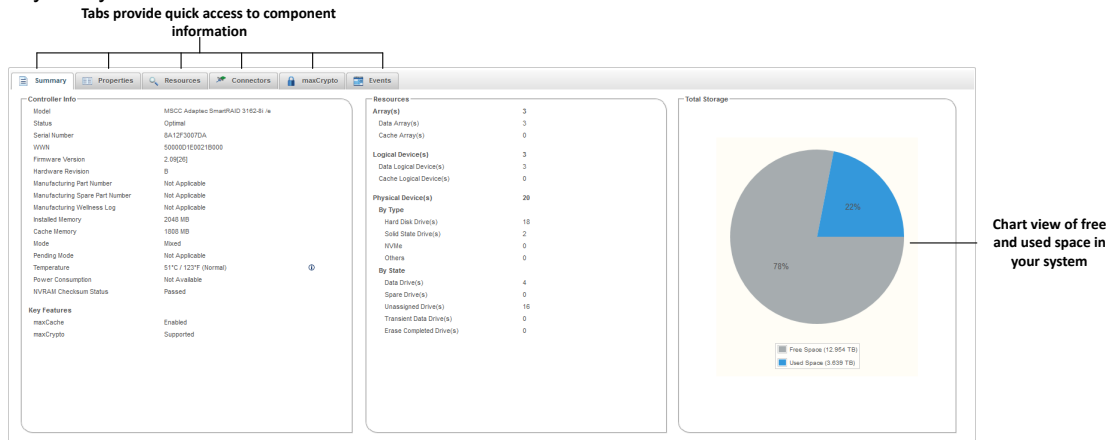 Tabs provide quick access to component
information
Summary
Properties
Resources
Connectors
maxCrypto
Events
Controller Info
Model MSCC Adaptec SmartRAID 3162-8i /e
Status Optimal
Serial Number 8A12F3007DA
WWN 50000D1E0021B000
Firmware Version 2.09[26]
Hardware Revision B
Manufacturing Part Number Not Applicable
Manufacturing Spare Part Number Not Applicable
Manufacturing Wellness Log Not Applicable
Installed Memory 2048 MB
Cache Memory 1808 MB
Mode Mixed
Pending Mode Not Applicable
Temperature 51°C / 123°F (Normal)
Power Consumption Not Available
NVRAM Checksum Status Passed
Key Features
maxCache Enabled
maxCrypto Supported
Resources
Array(s) 3
Data Array(s) 3
Cache Array(s) 0
Logical Device(s) 3
Data Logical Device(s) 3
Cache Logical Device(s) 0
Physical Device(s) 20
By Type
Hard Disk Drive(s) 18
Solid State Drive(s) 2
NVMe 0
Others 0
By State
Data Drive(s) 4
Spare Drive(s) 0
Unassigned Drive(s) 16
Transient Data Drive(s) 0
Erase Completed Drive(s) 0
Total Storage
22%
78%
Free Space (12.954 TB)
Used Space (3.639 TB)
Chart view of free
and used space in
your system